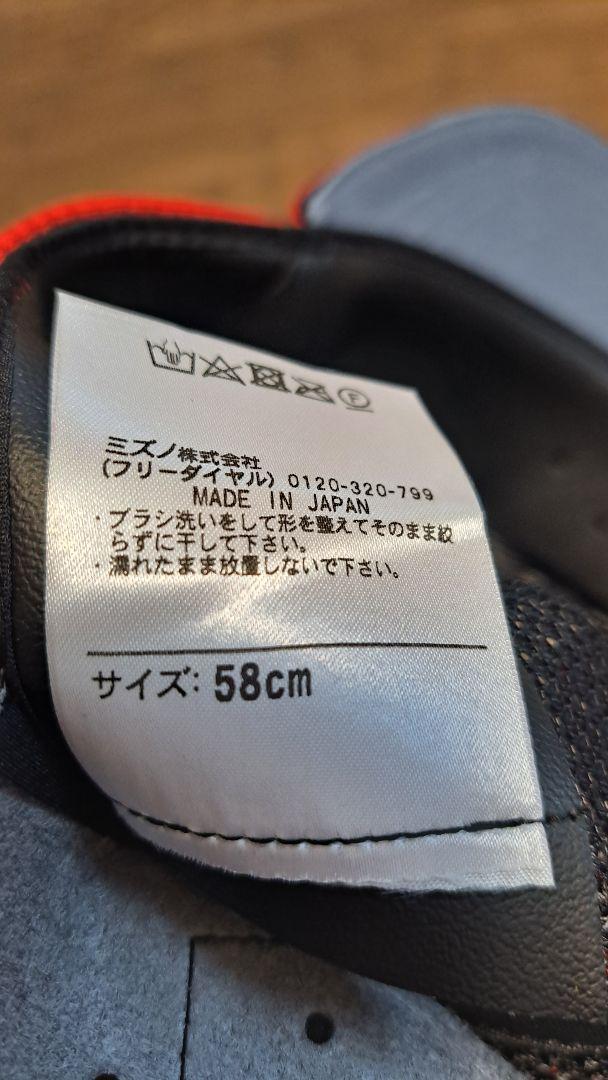 F
ミズノ株式会社
(フリーダイヤル) 0120-320-799
MADE IN JAPAN
・ブラシ洗いをして形を整えてそのまま絞
らずに干して下さい。
・濡れたまま放置しないで下さい。
サイズ: 58cm